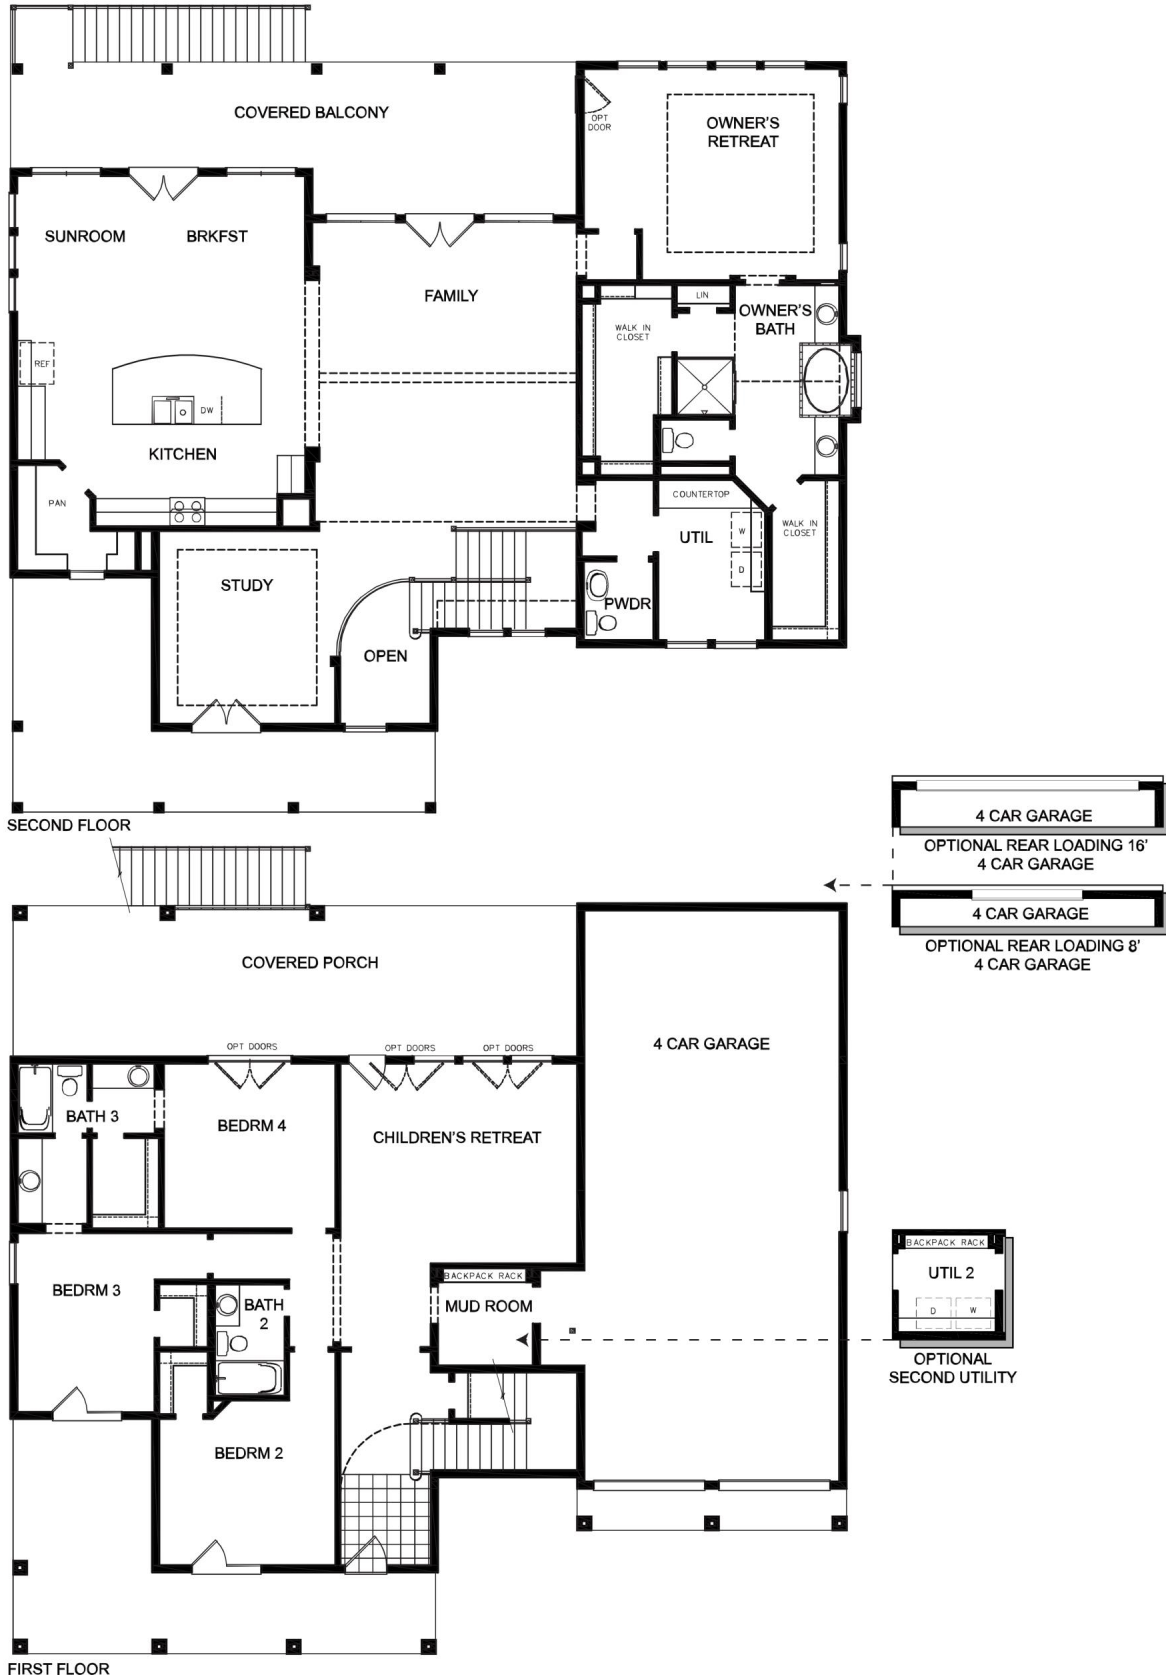 COVERED BALCONY
OPT
DOOR
OWNER'S
RETREAT
SUNROOM
BRKFST
FAMILY
LIN
OWNER'S
BATH
WALK IN
CLOSET
REF
DW
KITCHEN
PAN
COUNTERTOP
UTIL
W
D
WALK IN
CLOSET
STUDY
PWDR
OPEN
SECOND FLOOR
4 CAR GARAGE
OPTIONAL REAR LOADING 16'
4 CAR GARAGE
4 CAR GARAGE
OPTIONAL REAR LOADING 8'
4 CAR GARAGE
COVERED PORCH
OPT DOORS
OPT DOORS
OPT DOORS
4 CAR GARAGE
BATH 3
BEDRM 4
CHILDREN'S RETREAT
BEDRM 3
BATH
2
BACKPACK RACK
MUD ROOM
BACKPACK RACK
UTIL 2
D
W
OPTIONAL
SECOND UTILITY
BEDRM 2
FIRST FLOOR